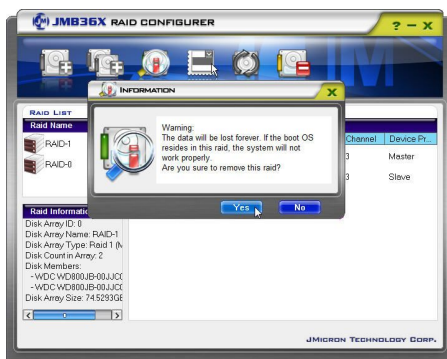 JMB36X RAID CONFIGURER
? – X
INFORMATION
X
Warning:
The data will be lost forever. If the boot OS
resides in this raid, the system will not
work properly.
Are you sure to remove this raid?
Yes No
RAID LIST
Raid Name
RAID-1
RAID-0
Channel Device Pr...
3 Master
3 Slave
Raid Informatic
Disk Array ID: 0
Disk Array Name: RAID-1
Disk Array Type: Raid 1 (M
Disk Count in Array: 2
Disk Members:
- WDC WD800JB-00JJC0
- WDC WD800JB-00JJC0
Disk Array Size: 74.5293GB
JMICRON TECHNOLOGY CORP.